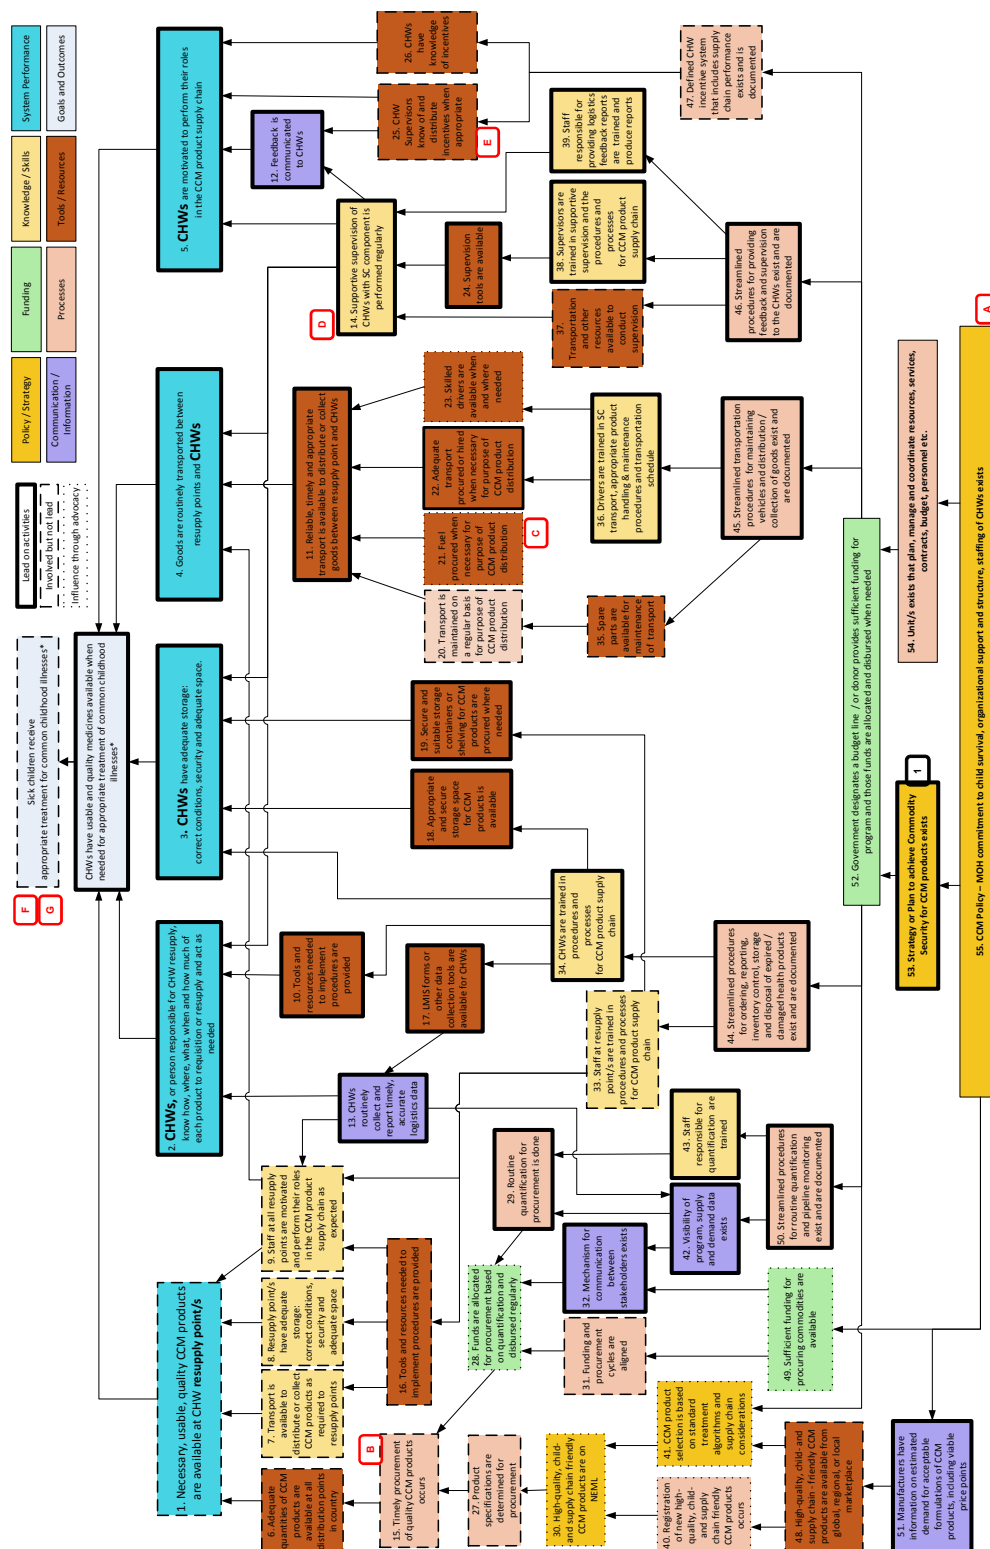 Policy / Strategy
Funding
Knowledge / Skills
System Performance
Communication /
Information
Processes
Tools / Resources
Goals and Outcomes
Lead on activities
Involved but not lead
Influence through advocacy
Sick children receive
appropriate treatment for common childhood illnesses*
F
G
CHWs have usable and quality medicines available when
needed for appropriate treatment of common childhood
illnesses*
1. Necessary, usable, quality CCM products
are available at CHW resupply point/s
2. CHWs, or person responsible for CHW resupply,
know how, where, what, when and how much of
each product to requisition or resupply and act as
needed
3. CHWs have adequate storage:
correct conditions, security and adequate space.
4. Goods are routinely transported between
resupply points and CHWs
5. CHWs are motivated to perform their roles
in the CCM product supply chain
6. Adequate
quantities of CCM
products are
available at all
distribution points
in country
7. Transport is
available to
distribute or collect
CCM products as
required to
resupply points
8. Resupply point/s
have adequate
storage:
correct conditions,
security and
adequate space
9. Staff at all resupply
points are motivated
and perform their roles
in the CCM product
supply chain as
expected
10. Tools and
resources needed
to implement
procedures are
provided
11. Reliable, timely and appropriate
transport is available to distribute or collect
goods between resupply point and CHWs
12. Feedback is
communicated
to CHWs
13. CHWs
routinely
collect and
report timely,
accurate
logistics data
14. Supportive supervision of
CHWs with SC component is
performed regularly
D
B
15. Timely procurement
of quality CCM products
occurs
16. Tools and resources needed to
implement procedures are provided
17. LMIS forms or
other data
collection tools are
available for CHWs
18. Appropriate
and secure
storage space
for CCM
products is
available
19. Secure and
suitable storage
containers or
shelving for CCM
products are
procured where
needed
20. Transport is
maintained on
a regular basis
for purpose of
CCM product
distribution
21. Fuel
procured when
necessary for
purpose of
CCM product
distribution
C
22. Adequate
transport
procured or hired
when necessary
for purpose of
CCM product
distribution
23. Skilled
drivers are
available when
and where
needed
24. Supervision
tools are available
25. CHW
Supervisors
know of and
distribute
incentives when
appropriate
E
26. CHWs
have
knowledge
of incentives
27. Product
specifications are
determined for
procurement
28. Funds are allocated
for procurement based
on quantification and
disbursed regularly
29. Routine
quantification for
procurement is done
30. High-quality, child-
and supply chain friendly
CCM products are on
NEML
31. Funding and
procurement
cycles are
aligned
32. Mechanism for
communication
between
stakeholders exists
33. Staff at resupply
point/s are trained in
procedures and processes
for CCM product supply
chain
34. CHWs are trained in
procedures and
processes
for CCM product supply
chain
35. Spare
parts are
available for
maintenance
of transport
36. Drivers are trained in SC
transport, appropriate product
handling & maintenance
procedures and transportation
schedule
37.
Transportation
and other
resources
available to
conduct
supervision
38. Supervisors are
trained in supportive
supervision and the
procedures and
processes
for CCM product
supply chain
39. Staff
responsible for
providing logistics
feedback reports
are trained and
produce reports
40. Registration
of new high-
quality, child-
and supply
chain friendly
CCM products
occurs
41. CCM product
selection is based
on standard
treatment
algorithms and
supply chain
considerations
42. Visibility of
program, supply
and demand data
exists
43. Staff
responsible for
quantification are
trained
44. Streamlined procedures
for ordering, reporting,
inventory control, storage
and disposal of expired /
damaged health products
exist and are documented
45. Streamlined transportation
procedures for maintaining
vehicles and distribution /
collection of goods exist and
are documented
46. Streamlined
procedures for providing
feedback and supervision
to the CHWs exist and are
documented
47. Defined CHW
incentive system
that includes supply
chain performance
exists and is
documented
48. High-quality, child- and
supply chain - friendly CCM
products are available from
global, regional, or local
marketplace
49. Sufficient funding for
procuring commodities are
available
50. Streamlined procedures
for routine quantification
and pipeline monitoring
exist and are documented
51. Manufacturers have
information on estimated
demand for acceptable
formulations of CCM
products, including viable
price points
52. Government designates a budget line / or donor provides sufficient funding for
program and those funds are allocated and disbursed when needed
53. Strategy or Plan to achieve Commodity
Security for CCM products exists
1
54. Unit/s exists that plan, manage and coordinate resources, services,
contracts, budget, personnel etc.
55. CCM Policy – MOH commitment to child survival, organizational support and structure, staffing of CHWs exists
A